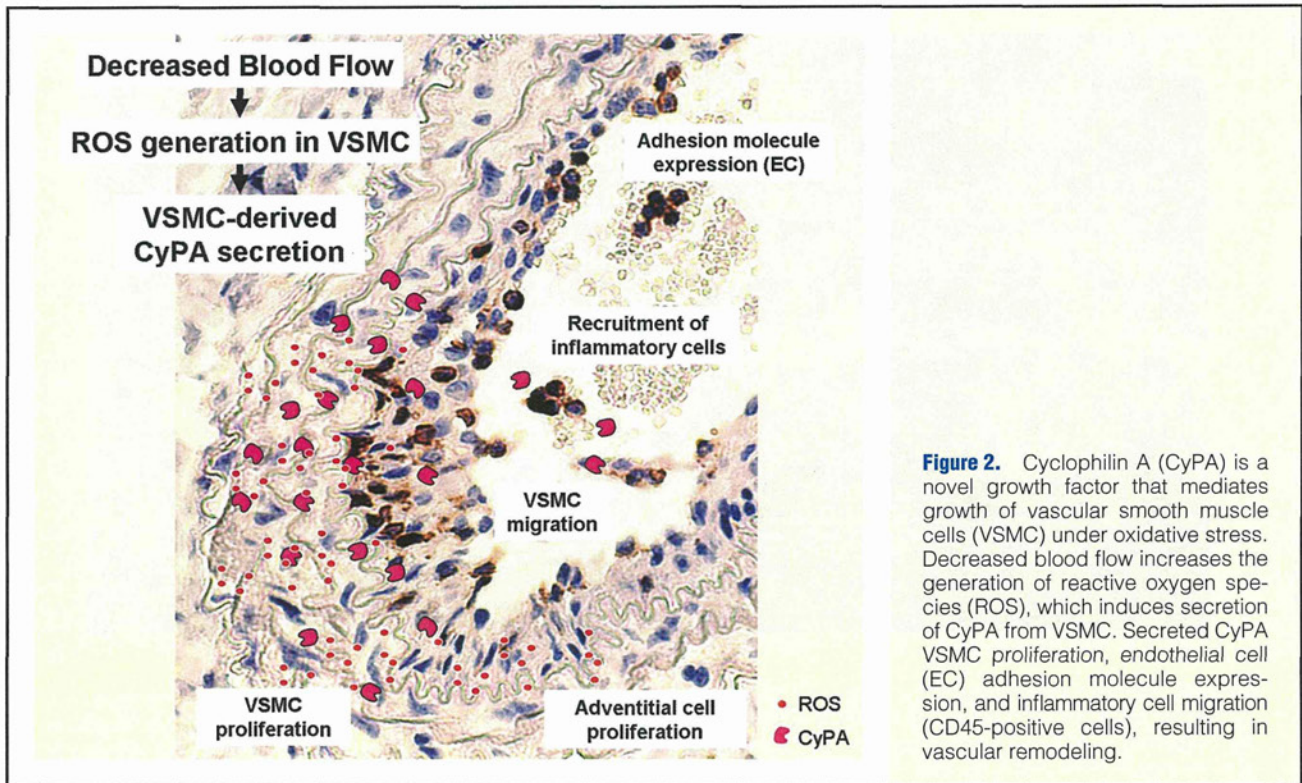 Decreased Blood Flow
ROS generation in VSMC
VSMC-derived
CyPA secretion
Adhesion molecule
expression (EC)
Recruitment of
inflammatory cells
VSMC
migration
VSMC
proliferation
Adventitial cell
proliferation
ROS
CyPA
Figure 2. Cyclophilin A (CyPA) is a
novel growth factor that mediates
growth of vascular smooth muscle
cells (VSMC) under oxidative stress.
Decreased blood flow increases the
generation of reactive oxygen spe-
cies (ROS), which induces secretion
of CyPA from VSMC. Secreted CyPA
VSMC proliferation, endothelial cell
(EC) adhesion molecule expres-
sion, and inflammatory cell migration
(CD45-positive cells), resulting in
vascular remodeling.